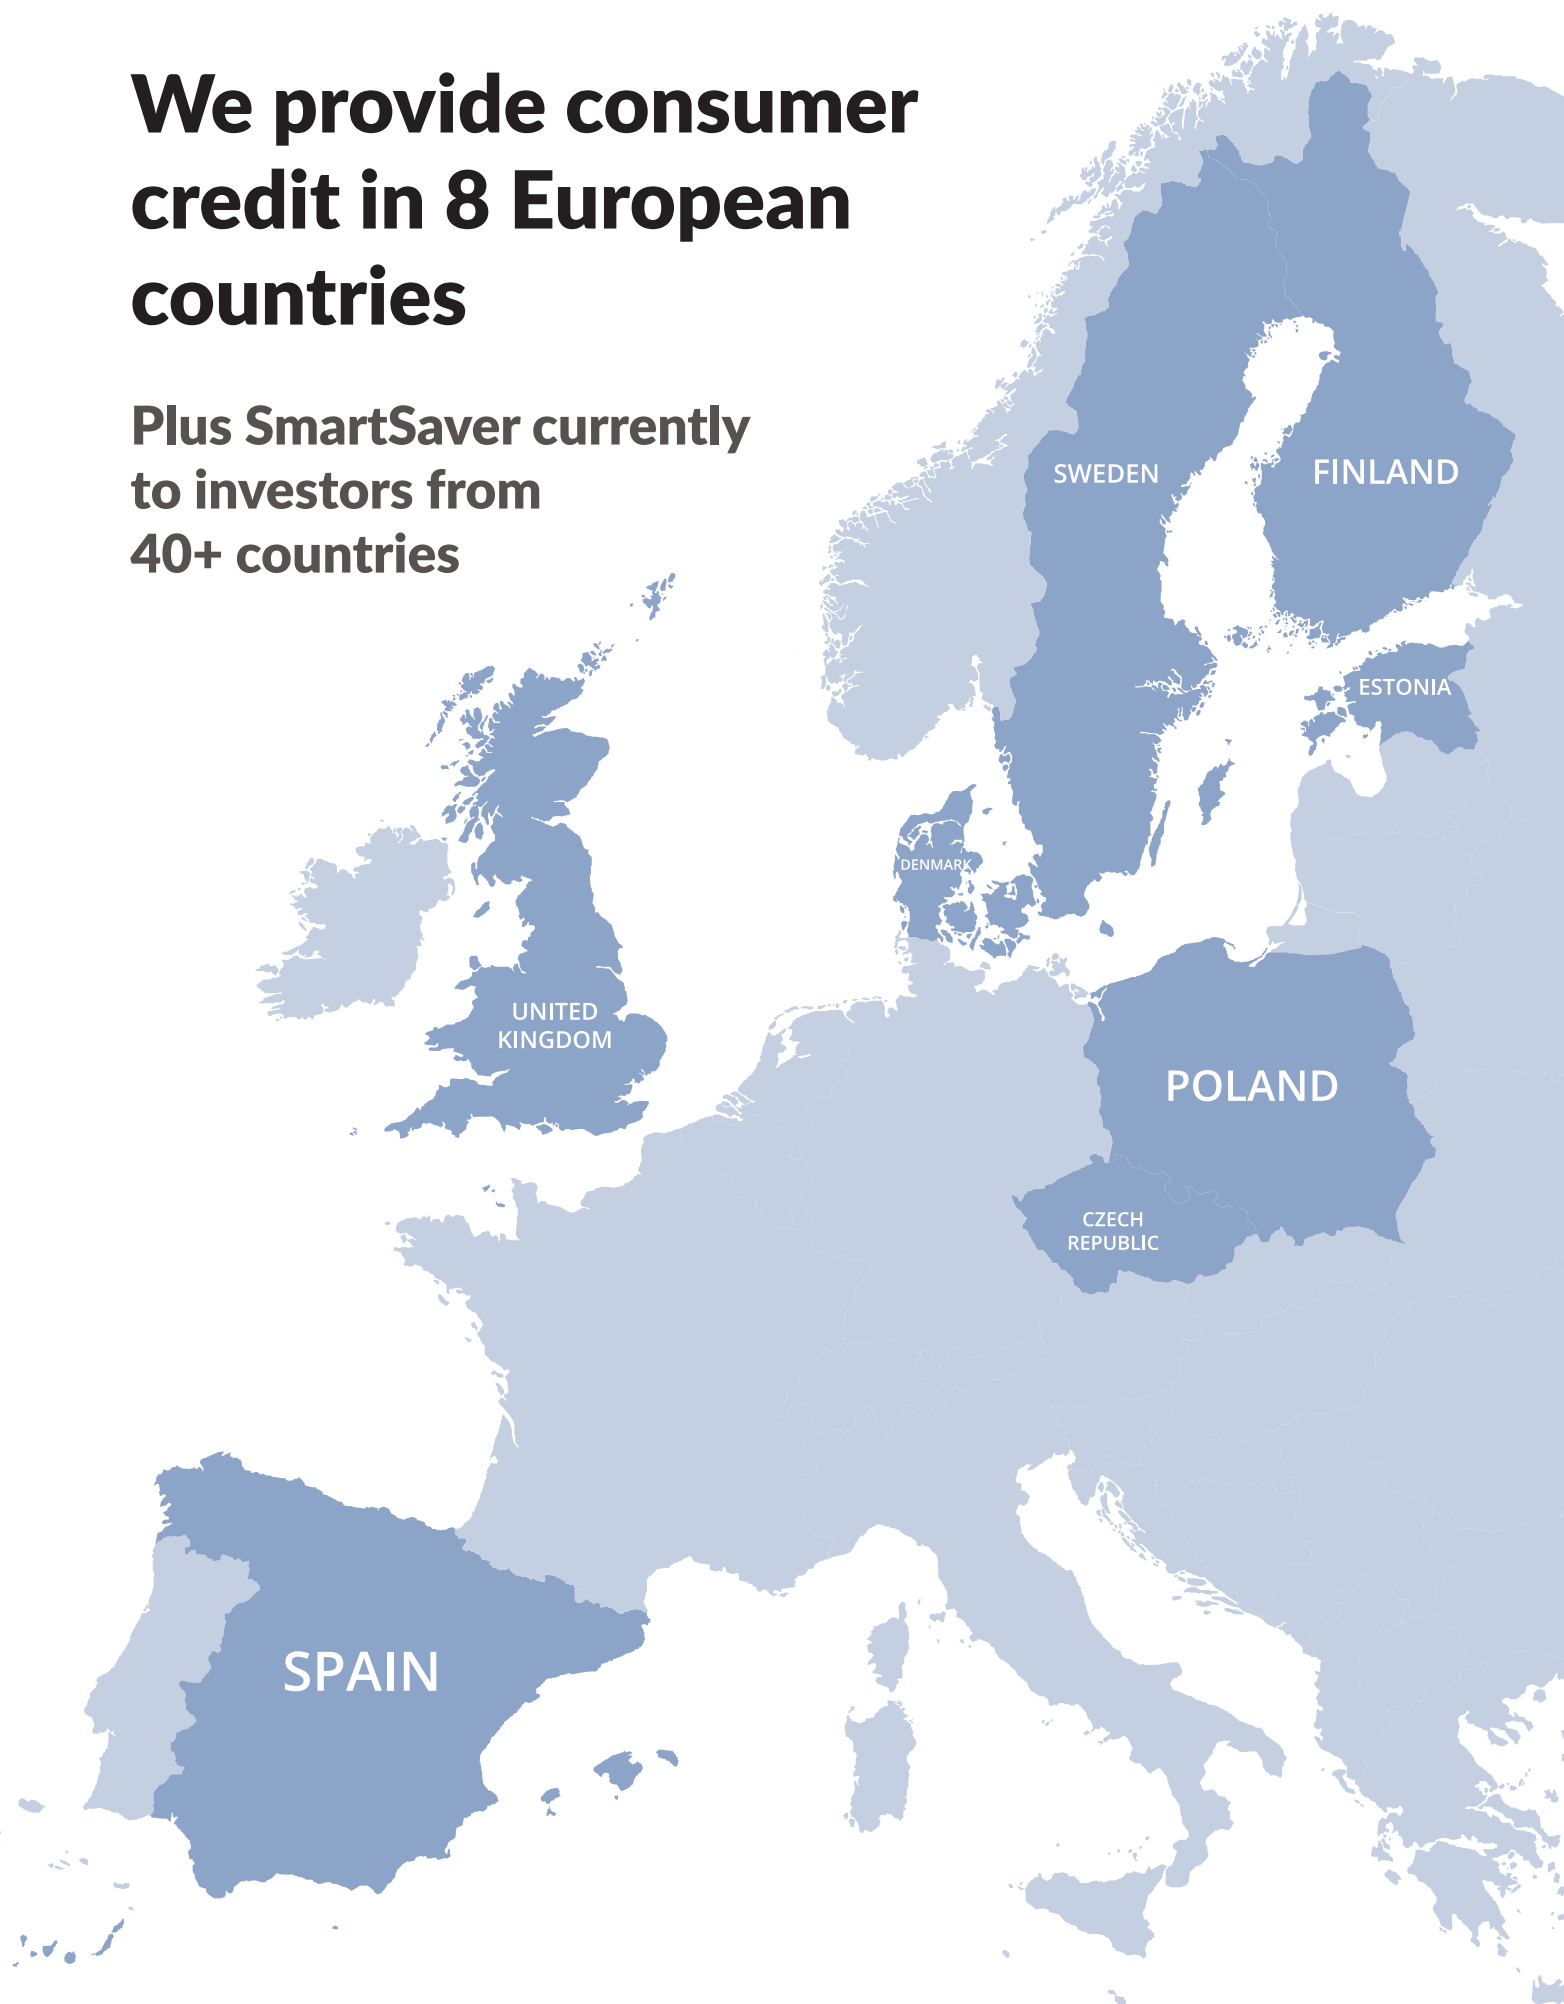 We provide consumer
credit in 8 European
countries
Plus SmartSaver currently
to investors from
40+ countries
SWEDEN
FINLAND
ESTONIA
DENMARK
UNITED
KINGDOM
POLAND
CZECH
REPUBLIC
SPAIN